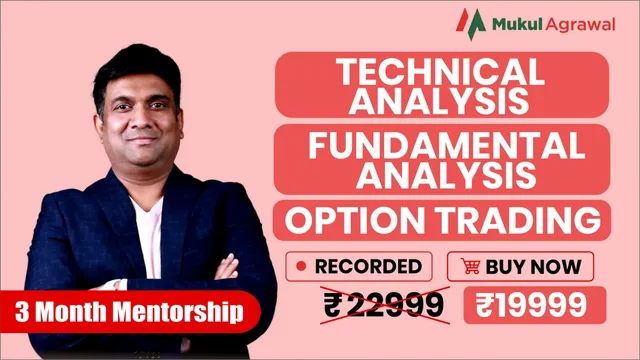 Mukul Agrawal
TECHNICAL
ANALYSIS
FUNDAMENTAL
ANALYSIS
OPTION TRADING
RECORDED
BUY NOW
3 Month Mentorship
₹22999
₹19999